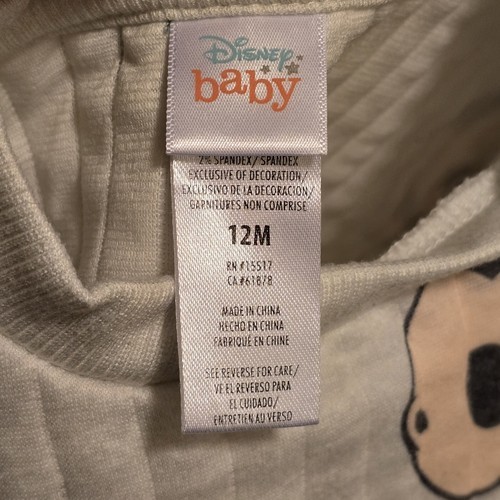 Disney
baby
2% SPANDEX/ SPANDEX
EXCLUSIVE OF DECORATION/
EXCLUSIVO DE LA DECORACION/
GARNITURES NON COMPRISE
12M
RN #15517
CA #61878
MADE IN CHINA
HECHO EN CHINA
FABRIQUÉ EN CHINE
SEE REVERSE FOR CARE/
VE EL REVERSO PARA
EL CUIDADO/
ENTRETIEN AU VERSO